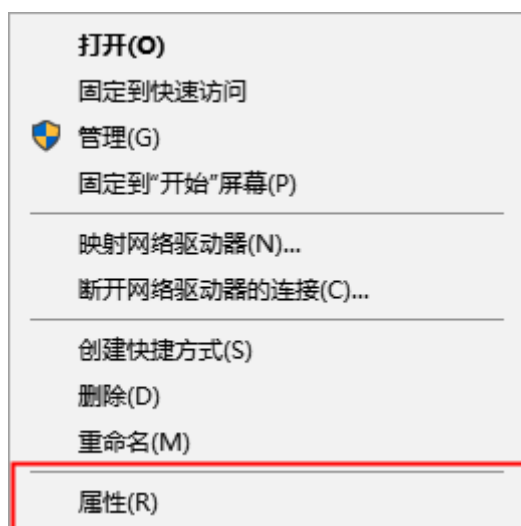 打开(O)
固定到快速访问
管理(G)
固定到"开始"屏幕(P)
映射网络驱动器(N)...
断开网络驱动器的连接(C)...
创建快捷方式(S)
删除(D)
重命名(M)
属性(R)